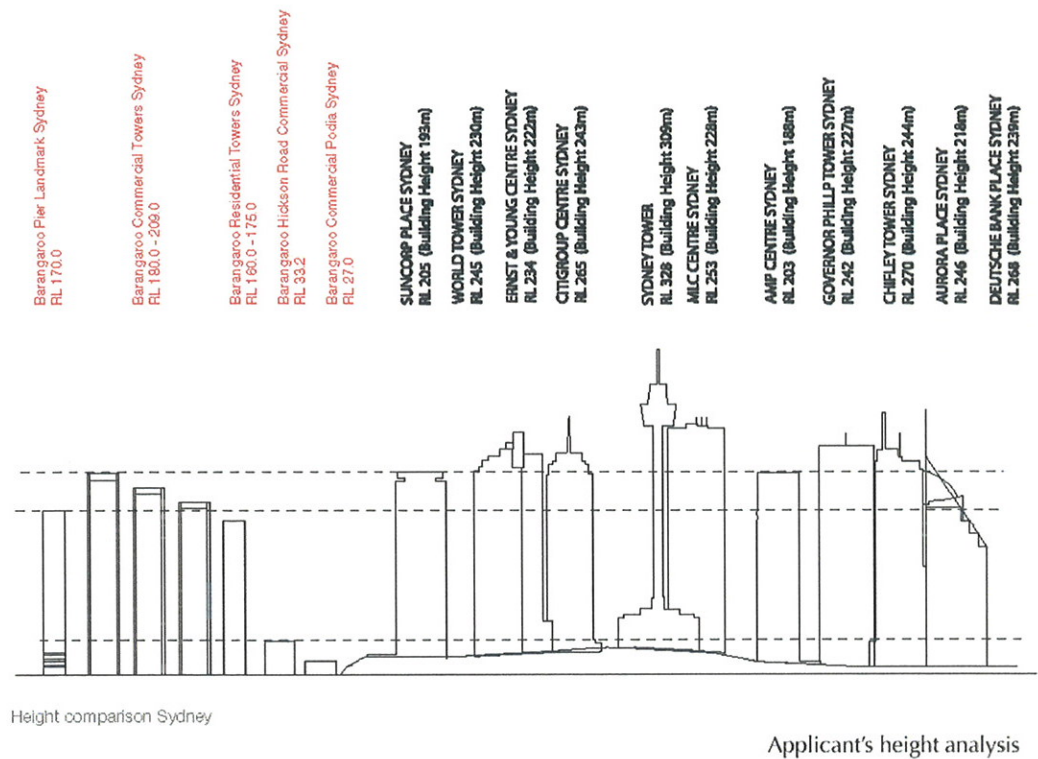 Barangaroo Pier Landmark Sydney
RL 170.0
Barangaroo Commercial Towers Sydney
RL 180.0 - 209.0
Barangaroo Residential Towers Sydney
RL 160.0 - 175.0
Barangaroo Hickson Road Commercial Sydney
RL 33.2
Barangaroo Commercial Podia Sydney
RL 27.0
SUNCORP PLACE SYDNEY
RL 205 (Building Height 193m)
WORLD TOWER SYDNEY
RL 245 (Building Height 230m)
ERNST & YOUNG CENTRE SYDNEY
RL 234 (Building Height 222m)
CITIGROUP CENTRE SYDNEY
RL 265 (Building Height 243m)
SYDNEY TOWER
RL 328 (Building Height 309m)
MLC CENTRE SYDNEY
RL 253 (Building Height 228m)
AMP CENTRE SYDNEY
RL 203 (Building Height 188m)
GOVERNOR PHILLP TOWER SYDNEY
RL 242 (Building Height 227m)
CHIFLEY TOWER SYDNEY
RL 270 (Building Height 244m)
AURORA PLACE SYDNEY
RL 246 (Building Height 218m)
DEUTSCHE BANK PLACE SYDNEY
RL 268 (Building Height 239m)
Height comparison Sydney
Applicant's height analysis